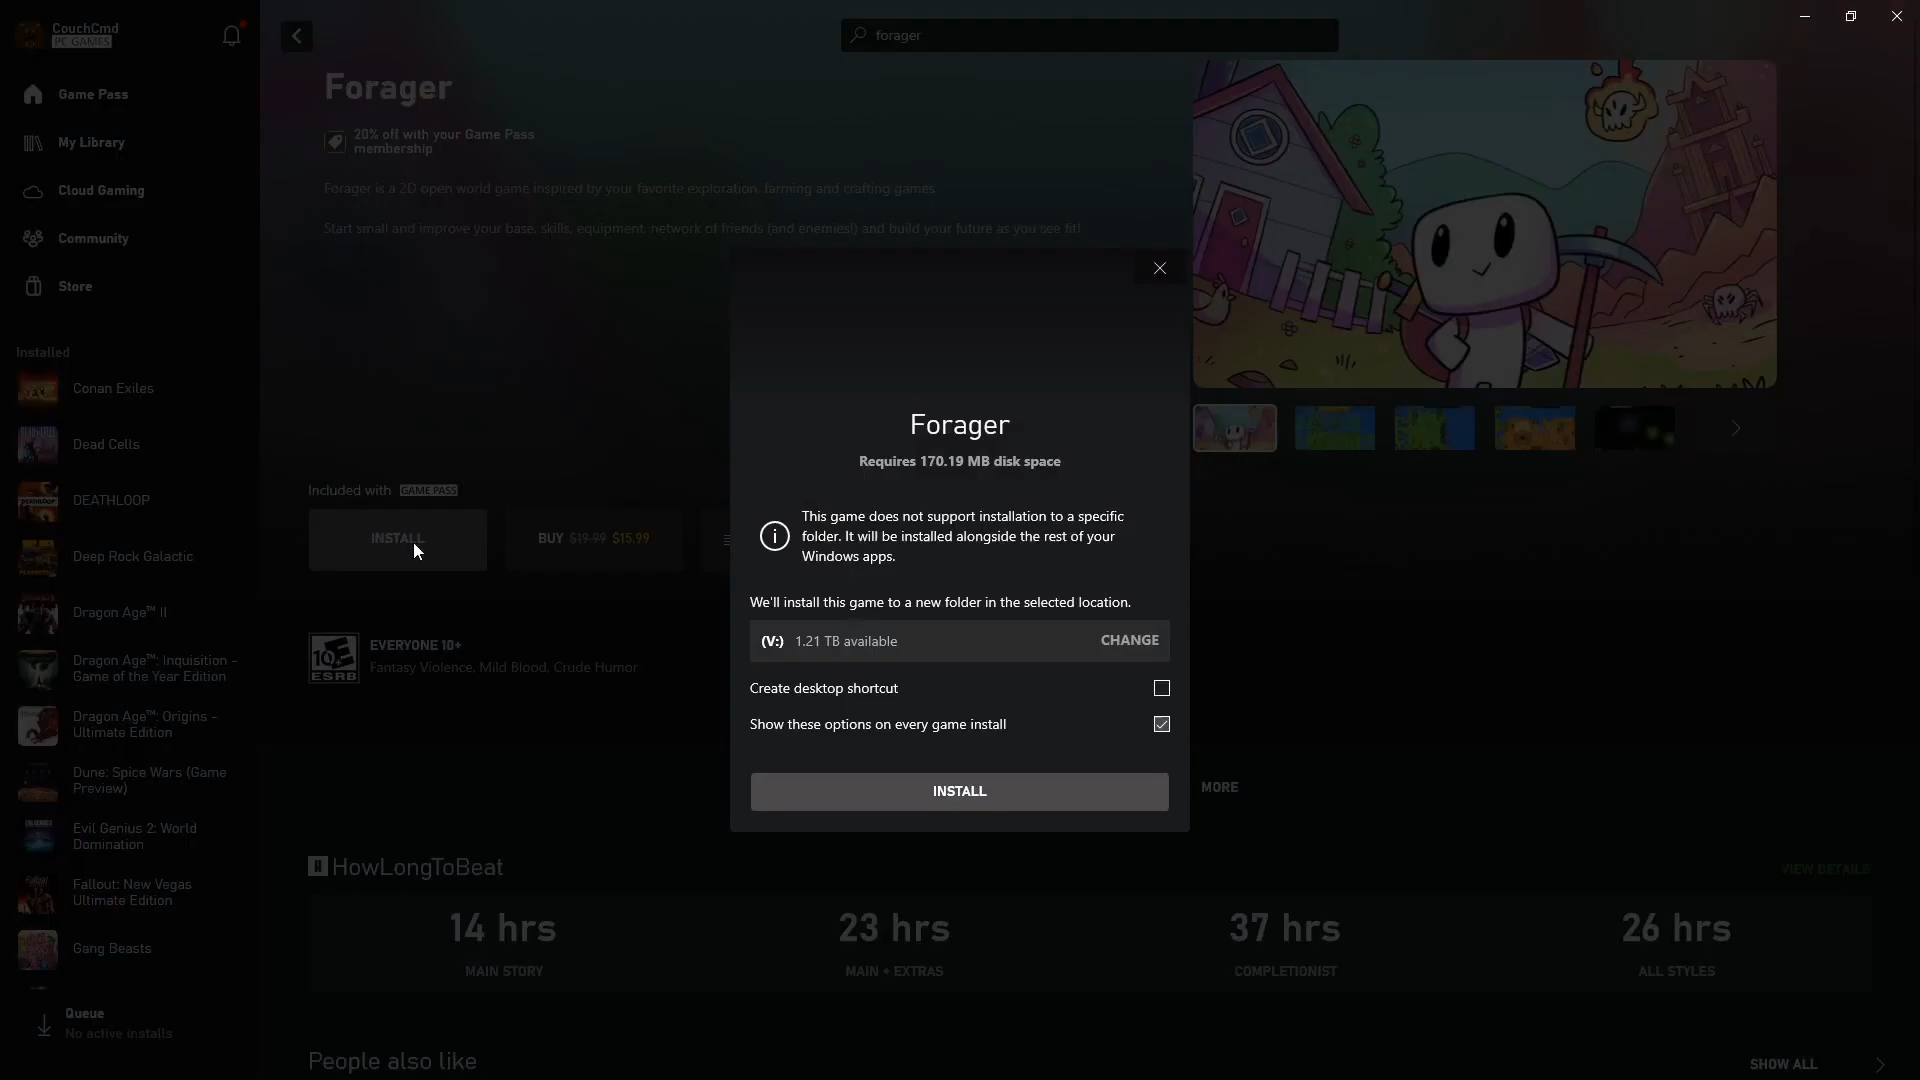 CouchCmd
PC GAMES
Game Pass
My Library
Cloud Gaming
Community
Store
Installed
Conan Exiles
Dead Cells
DEATHLOOP
Deep Rock Galactic
Dragon Age™ II
Dragon Age™: Inquisition -
Game of the Year Edition
Dragon Age™: Origins -
Ultimate Edition
Dune: Spice Wars (Game
Preview)
Evil Genius 2: World
Domination
Fallout: New Vegas
Ultimate Edition
Gang Beasts
Queue
No active installs
forager
Forager
20% off with your Game Pass
membership
Forager is a 2D open world game inspired by your favorite exploration, farming and crafting games.
Start small and improve your base, skills, equipment, network of friends (and enemies!) and build your future as you see fit!
Included with GAME PASS
INSTALL
BUY $19.99 $15.99
10+
ESRB
EVERYONE 10+
Fantasy Violence, Mild Blood, Crude Humor
Forager
Requires 170.19 MB disk space
This game does not support installation to a specific
folder. It will be installed alongside the rest of your
Windows apps.
We'll install this game to a new folder in the selected location.
(V:) 1.21 TB available CHANGE
Create desktop shortcut
Show these options on every game install
INSTALL
MORE
HowLongToBeat
VIEW DETAILS
14 hrs
MAIN STORY
23 hrs
MAIN + EXTRAS
37 hrs
COMPLETIONIST
26 hrs
ALL STYLES
People also like
SHOW ALL